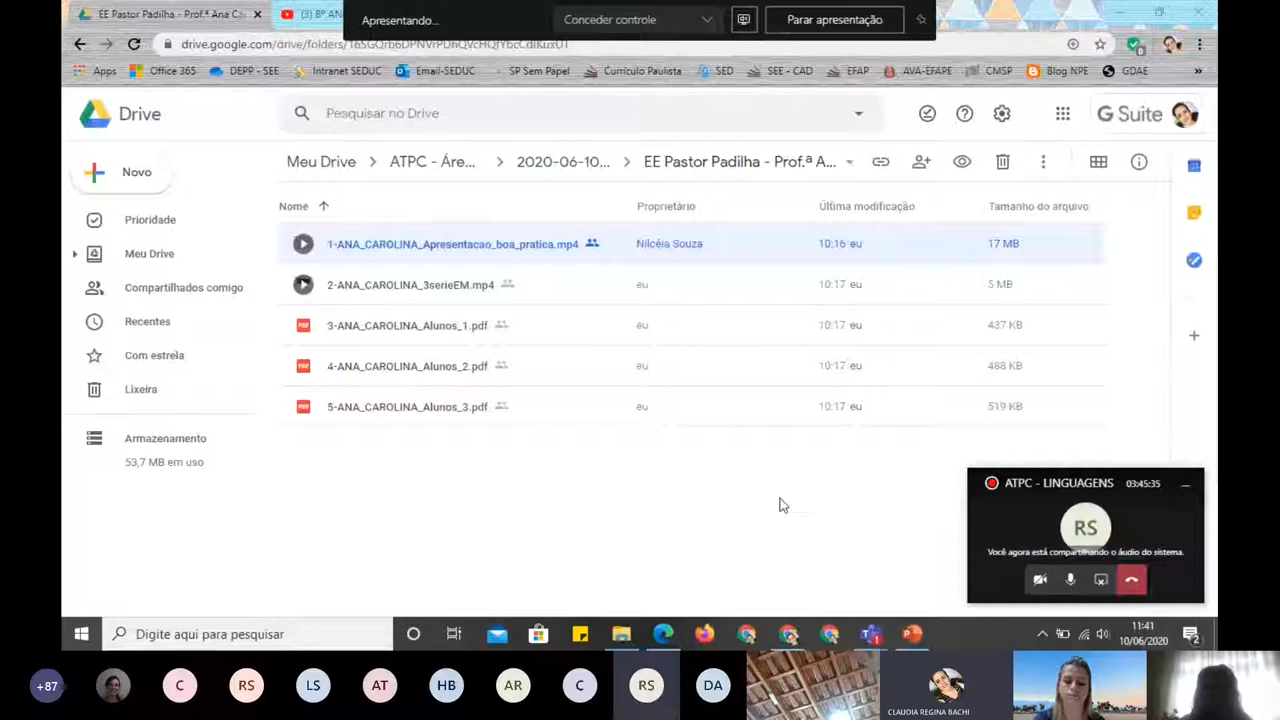 EE Pastor Padilha - Prof.ª Ana C
(3) 8º AN
Apresentando...
Conceder controle
Parar apresentação
Apps
Office 365
DEPP - SEE
Intranet SEDUC
Email-SEDUC
SP Sem Papel
Currículo Paulista
SED
SEE - CAD
EFAP
AVA-EFAPE
CMSP
Blog NPE
GDAE
»
Drive
Pesquisar no Drive
G Suite
Novo
Meu Drive
ATPC - Áre...
2020-06-10...
EE Pastor Padilha - Prof.ª A...
Nome
Proprietário
Última modificação
Tamanho do arquivo
Prioridade
Meu Drive
Compartilhados comigo
Recentes
Com estrela
Lixeira
Armazenamento
53,7 MB em uso
1-ANA_CAROLINA_Apresentacao_boa_pratica.mp4
Nilcéia Souza
10:16 eu
17 MB
2-ANA_CAROLINA_3serieEM.mp4
eu
10:17 eu
5 MB
3-ANA_CAROLINA_Alunos_1.pdf
eu
10:17 eu
437 KB
4-ANA_CAROLINA_Alunos_2.pdf
eu
10:17 eu
488 KB
5-ANA_CAROLINA_Alunos_3.pdf
eu
10:17 eu
519 KB
ATPC - LINGUAGENS 03:45:35
RS
Você agora está compartilhando o áudio do sistema.
Digite aqui para pesquisar
11:41
10/06/2020
+87
C
RS
LS
AT
HB
AR
C
RS
DA
CLAUDIA REGINA BACHI